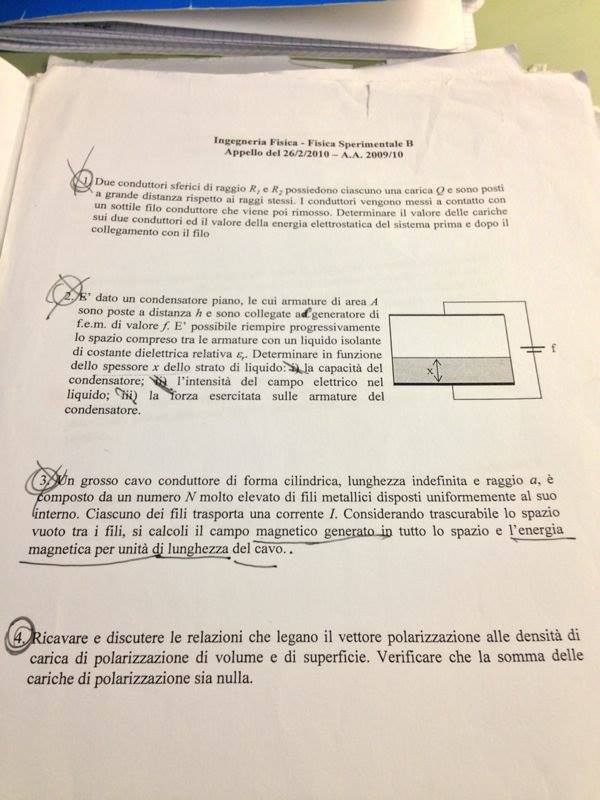 Ingegneria Fisica - Fisica Sperimentale B
Appello del 26/2/2010 – A.A. 2009/10
1. Due conduttori sferici di raggio R1 e R2 possiedono ciascuno una carica Q e sono posti
a grande distanza rispetto ai raggi stessi. I conduttori vengono messi a contatto con
un sottile filo conduttore che viene poi rimosso. Determinare il valore delle cariche
sui due conduttori ed il valore della energia elettrostatica del sistema prima e dopo il
collegamento con il filo
2. E' dato un condensatore piano, le cui armature di area A
sono poste a distanza h e sono collegate ad generatore di
f.e.m. di valore f. E' possibile riempire progressivamente
lo spazio compreso tra le armature con un liquido isolante
di costante dielettrica relativa εr. Determinare in funzione
dello spessore x dello strato di liquido: i) la capacità del
condensatore; ii) l'intensità del campo elettrico nel
liquido; iii) la forza esercitata sulle armature del
condensatore.
x
f
3. Un grosso cavo conduttore di forma cilindrica, lunghezza indefinita e raggio a, è
composto da un numero N molto elevato di fili metallici disposti uniformemente al suo
interno. Ciascuno dei fili trasporta una corrente I. Considerando trascurabile lo spazio
vuoto tra i fili, si calcoli il campo magnetico generato in tutto lo spazio e l'energia
magnetica per unità di lunghezza del cavo. .
4. Ricavare e discutere le relazioni che legano il vettore polarizzazione alle densità di
carica di polarizzazione di volume e di superficie. Verificare che la somma delle
cariche di polarizzazione sia nulla.